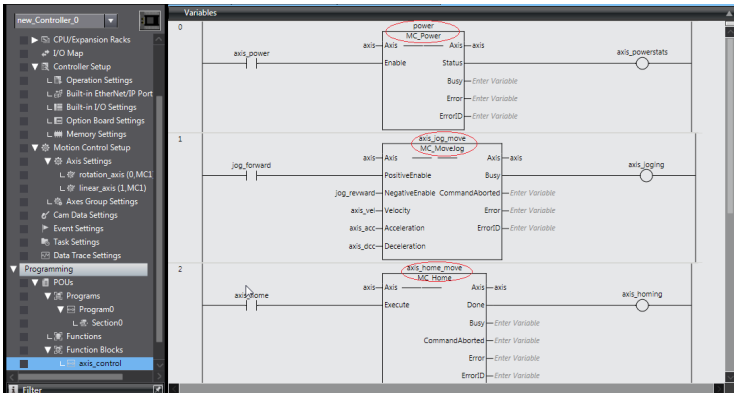 new_Controller_0
CPU/Expansion Racks
I/O Map
Controller Setup
Operation Settings
Built-in EtherNet/IP Port
Built-in I/O Settings
Option Board Settings
Memory Settings
Motion Control Setup
Axis Settings
rotation_axis (0,MC1
linear_axis (1,MC1)
Axes Group Settings
Cam Data Settings
Event Settings
Task Settings
Data Trace Settings
Programming
POUs
Programs
Program0
Section0
Functions
Function Blocks
axis_control
Filter
Variables
0
power
MC_Power
axis_power
axis Axis Axis axis
axis_powerstats
Enable Status
Busy Enter Variable
Error Enter Variable
ErrorID Enter Variable
1
axis_jog_move
MC_MoveJog
jog_forward
axis Axis Axis axis
axis_joging
PositiveEnable Busy
jog_revward NegativeEnable CommandAborted Enter Variable
axis_vel Velocity Error Enter Variable
axis_acc Acceleration ErrorID Enter Variable
axis_dcc Deceleration
2
axis_home_move
MC_Home
axis_home
axis Axis Axis axis
axis_homing
Execute Done
Busy Enter Variable
CommandAborted Enter Variable
Error Enter Variable
ErrorID Enter Variable